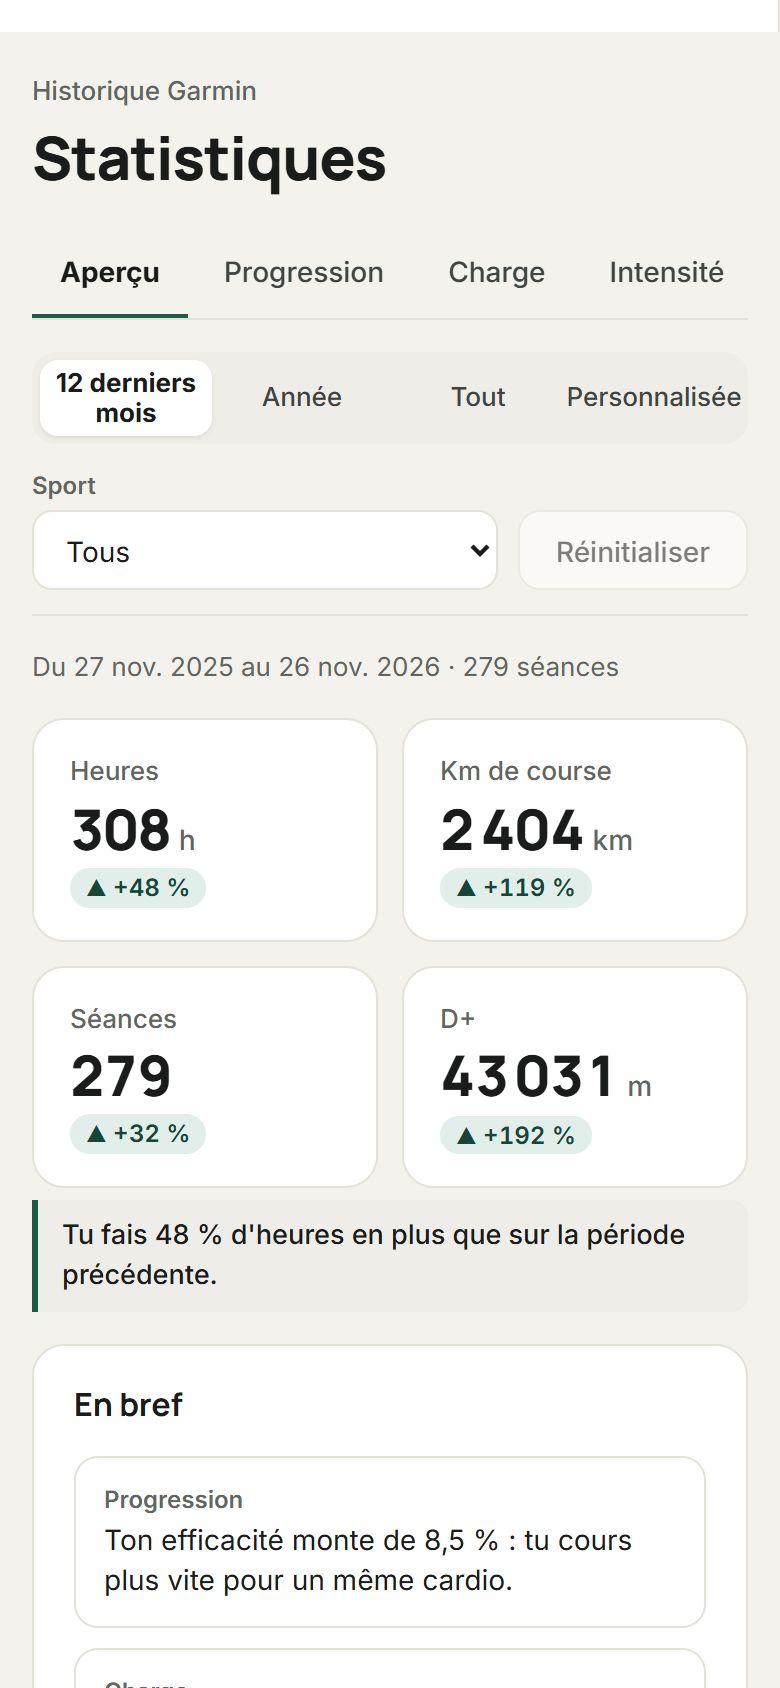 Historique Garmin
Statistiques
Aperçu Progression Charge Intensité
12 derniers
mois
Année Tout Personnalisée
Sport
Tous Réinitialiser
Du 27 nov. 2025 au 26 nov. 2026 · 279 séances
Heures
308 h
▲ +48 %
Km de course
2 404 km
▲ +119 %
Séances
279
▲ +32 %
D+
43 031 m
▲ +192 %
Tu fais 48 % d'heures en plus que sur la période
précédente.
En bref
Progression
Ton efficacité monte de 8,5 % : tu cours
plus vite pour un même cardio.
Charge